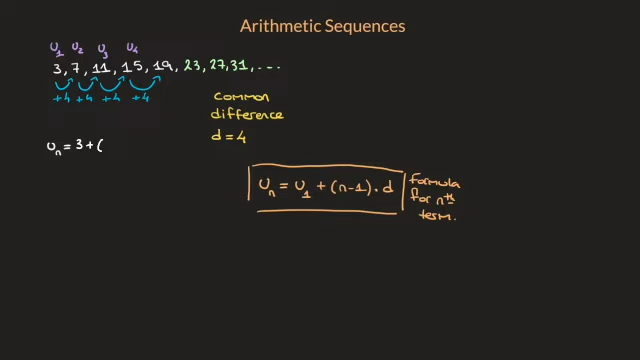 Arithmetic Sequences
U₁ U₂ U₃ U₄
3, 7, 11, 15, 19, 23, 27, 31, ...
+4 +4 +4 +4
common
difference
d = 4
Uₙ = 3 + (
Uₙ = U₁ + (n-1) · d
formula
for nᵗʰ
term.